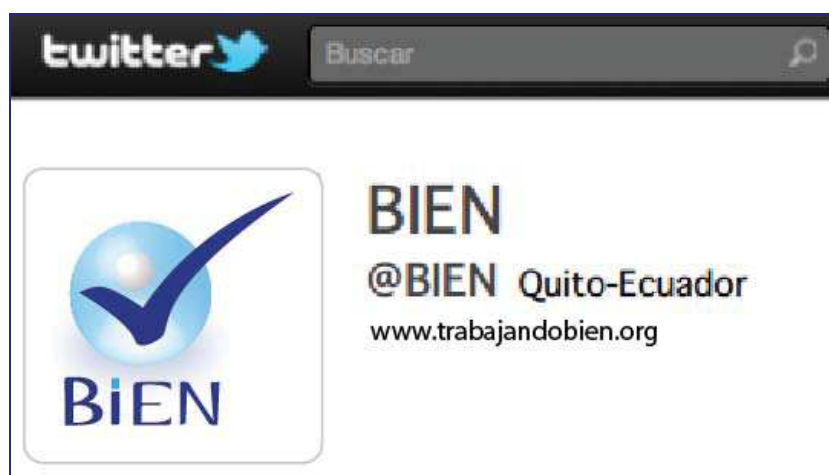 twitter Buscar
BIEN
@BIEN Quito-Ecuador
www.trabajandobien.org
BiEN